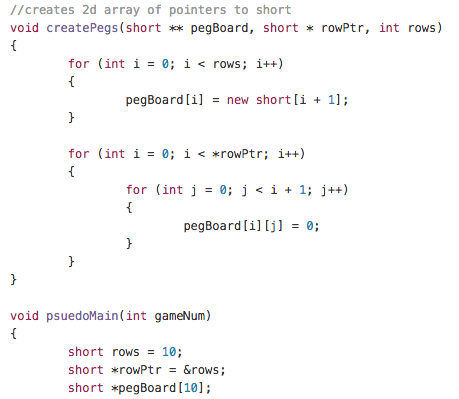 //creates 2d array of pointers to short
void createPegs(short ** pegBoard, short * rowPtr, int rows)
{
for (int i = 0; i < rows; i++)
{
pegBoard[i] = new short[i + 1];
}
for (int i = 0; i < *rowPtr; i++)
{
for (int j = 0; j < i + 1; j++)
{
pegBoard[i][j] = 0;
}
}
}
void psuedoMain(int gameNum)
{
short rows = 10;
short *rowPtr = &rows;
short *pegBoard[10];